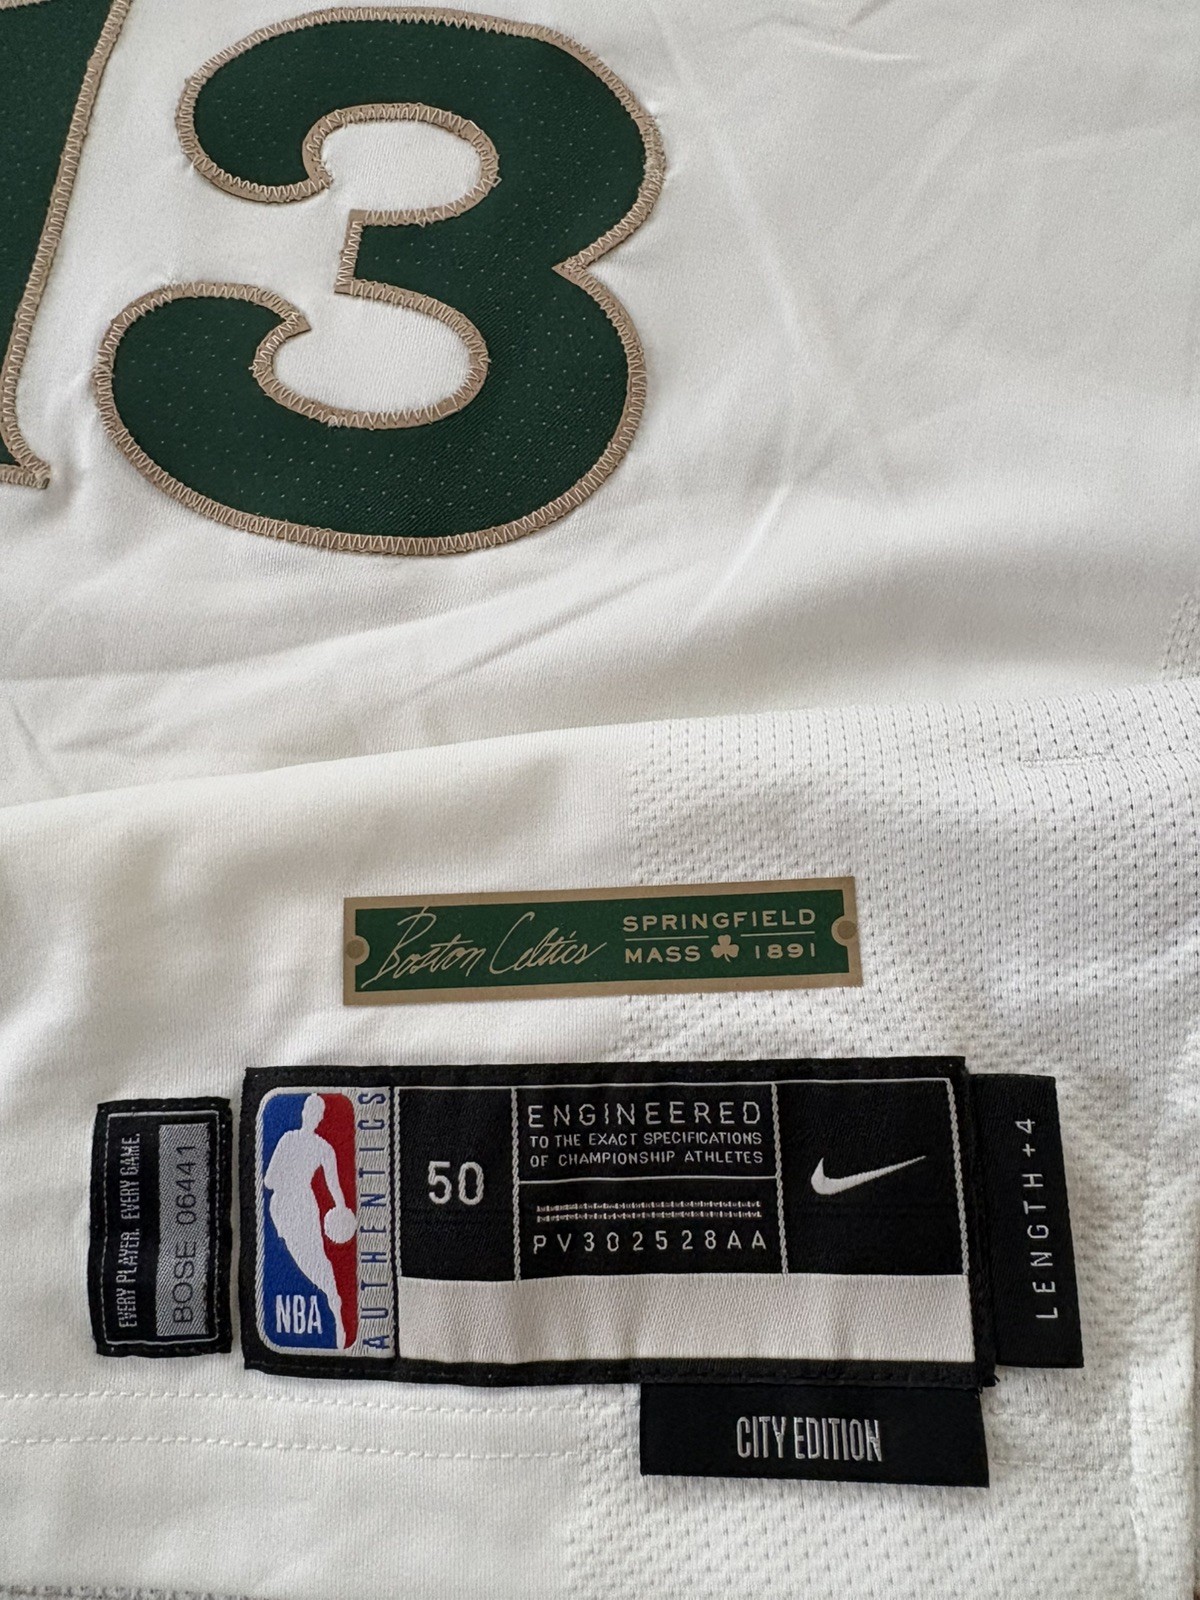 13
Boston Celtics
SPRINGFIELD
MASS 1891
EVERY PLAYER. EVERY GAME.
BOSE 06441
NBA
AUTHENTICS
50
ENGINEERED
TO THE EXACT SPECIFICATIONS
OF CHAMPIONSHIP ATHLETES
PV302528AA
LENGTH +4
CITY EDITION